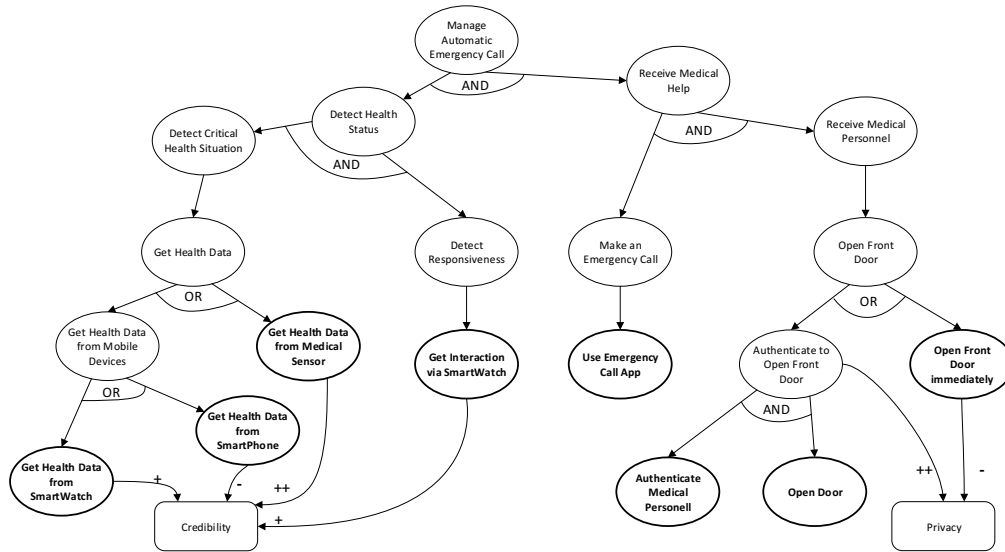 Manage
Automatic
Emergency Call
AND
Receive Medical
Help
Detect Health
Status
AND
Receive Medical
Personnel
Detect Critical
Health Situation
AND
Get Health Data
Detect
Responsiveness
Make an
Emergency Call
Open Front
Door
OR
OR
Get Health Data
from Mobile
Devices
Get Health Data
from Medical
Sensor
Get Interaction
via SmartWatch
Use Emergency
Call App
Authenticate to
Open Front
Door
Open Front
Door
immediately
OR
AND
Get Health Data
from
SmartPhone
Get Health Data
from
SmartWatch
+
-
++
+
Credibility
Authenticate
Medical
Personell
Open Door
++
-
Privacy